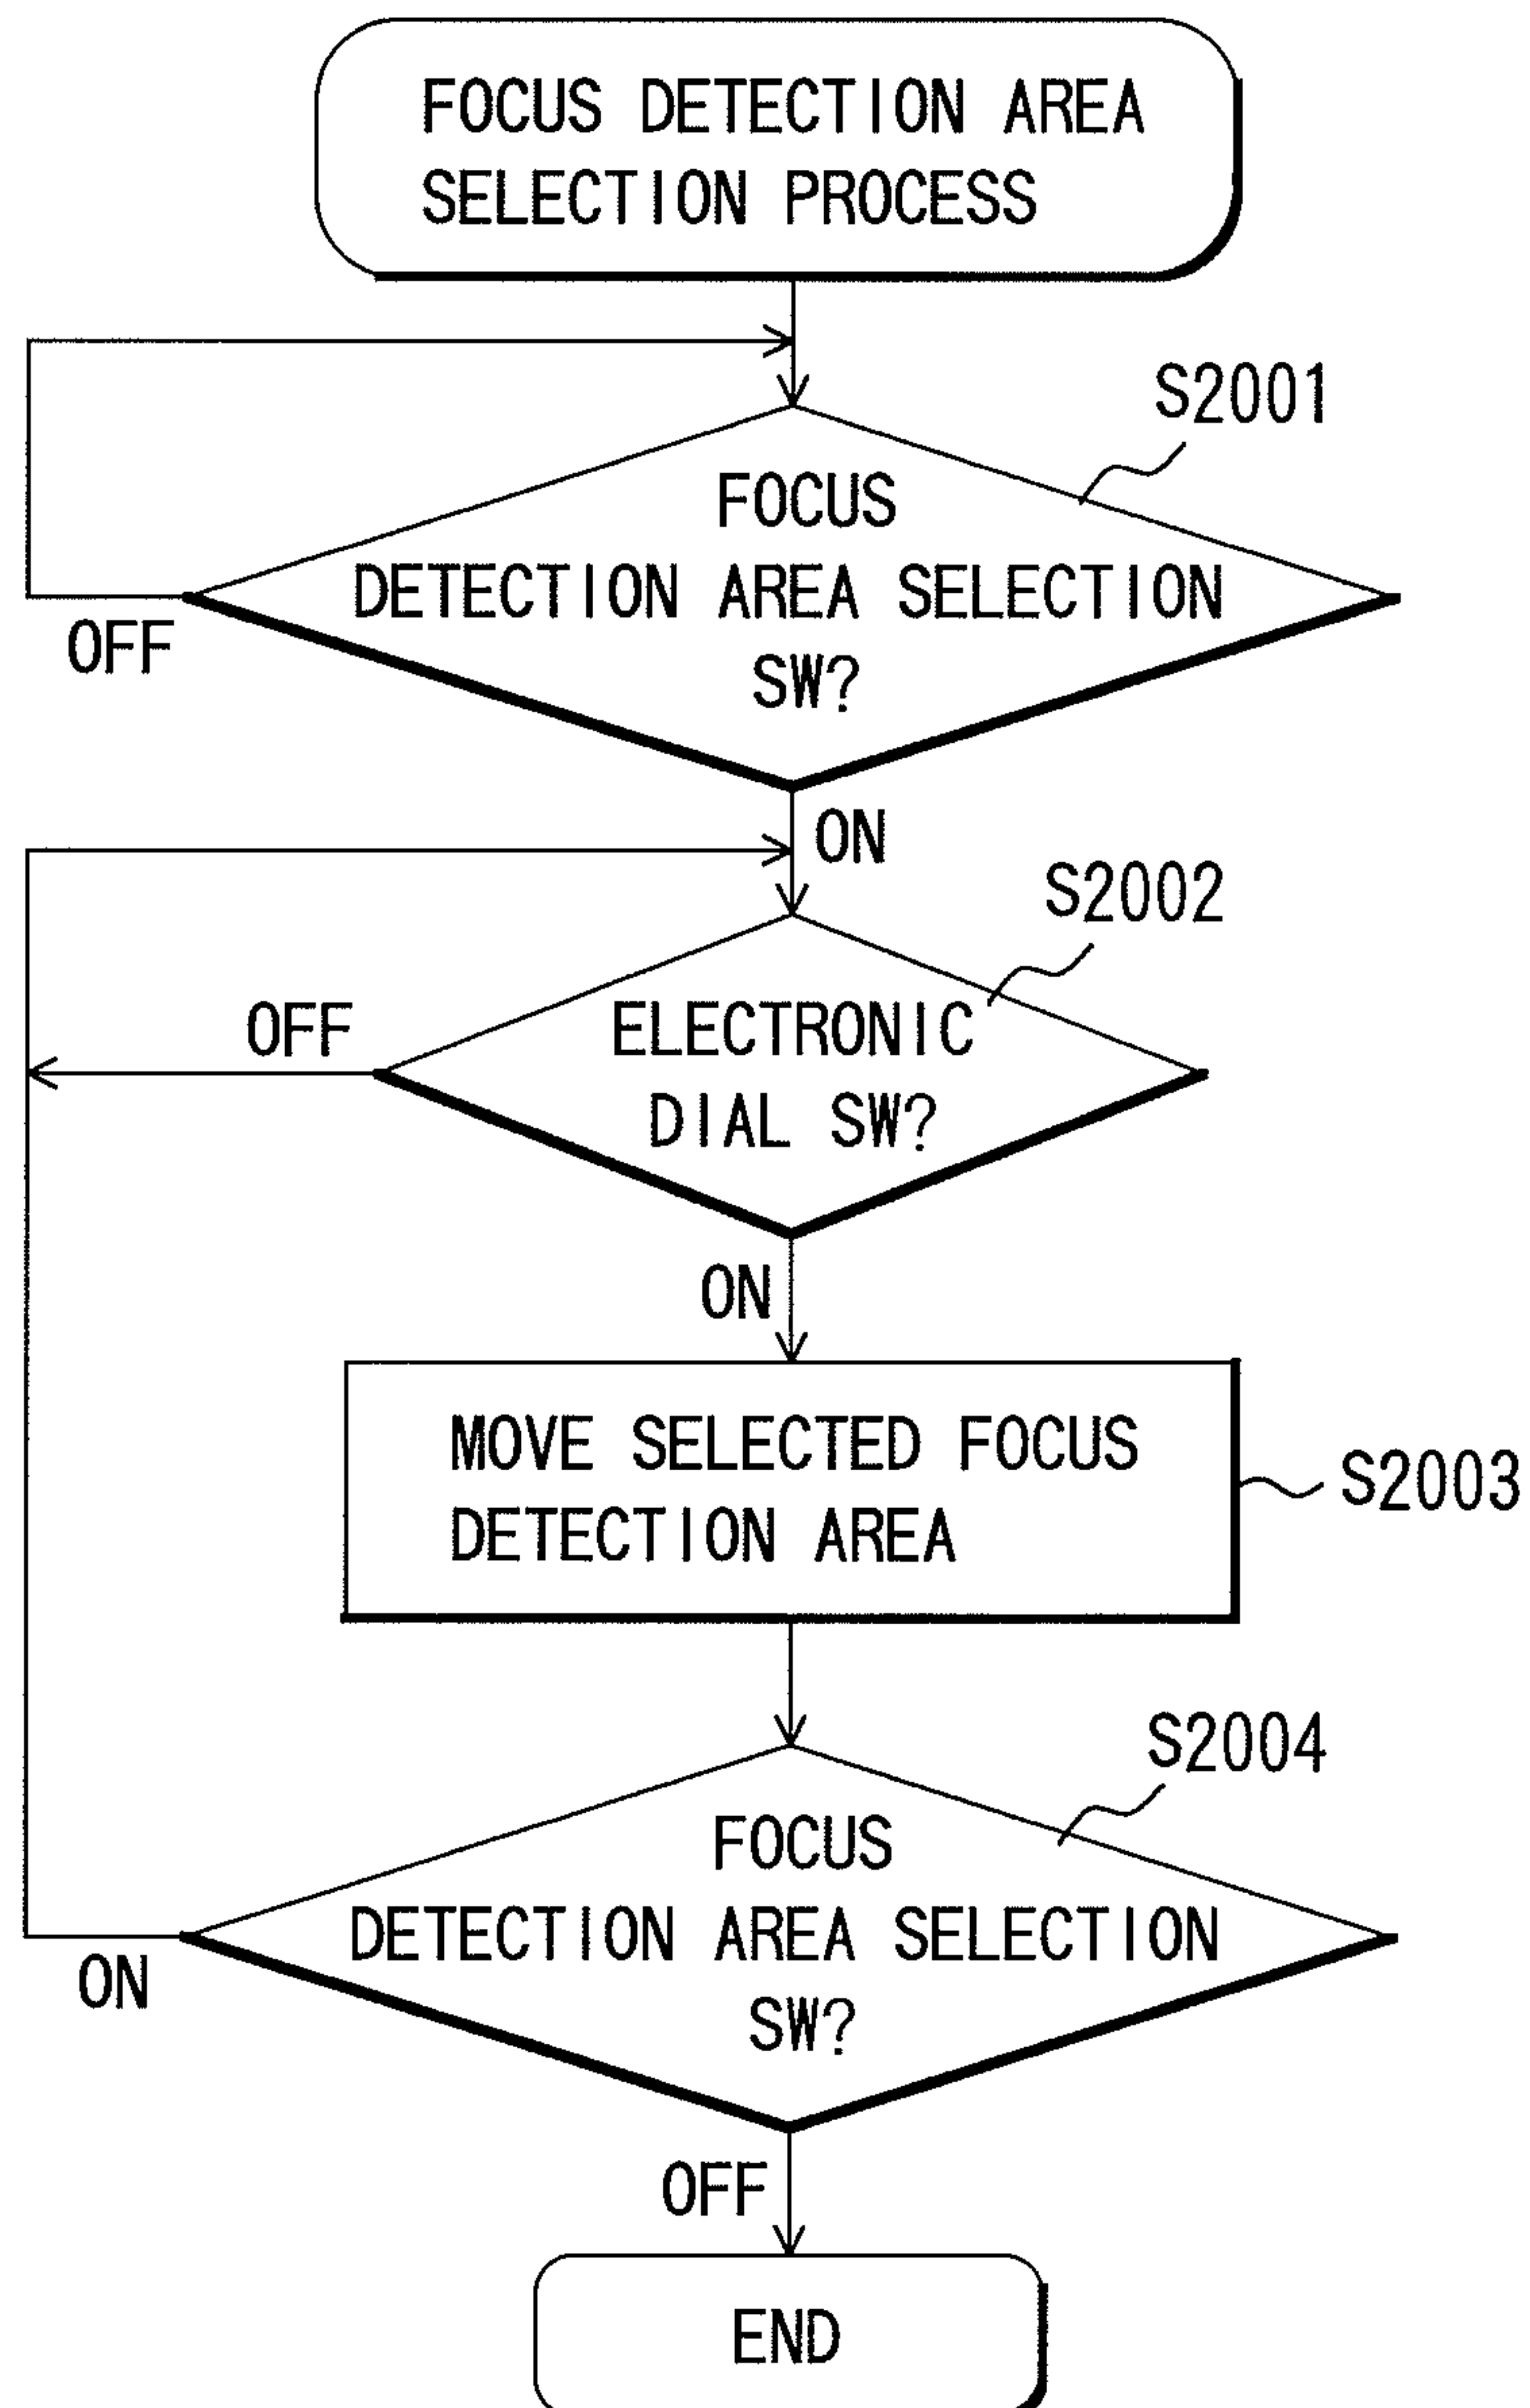 FOCUS DETECTION AREA
SELECTION PROCESS
S2001
FOCUS
DETECTION AREA SELECTION
SW?
OFF
ON
S2002
OFF
ELECTRONIC
DIAL SW?
ON
MOVE SELECTED FOCUS
DETECTION AREA
S2003
S2004
FOCUS
DETECTION AREA SELECTION
SW?
ON
OFF
END